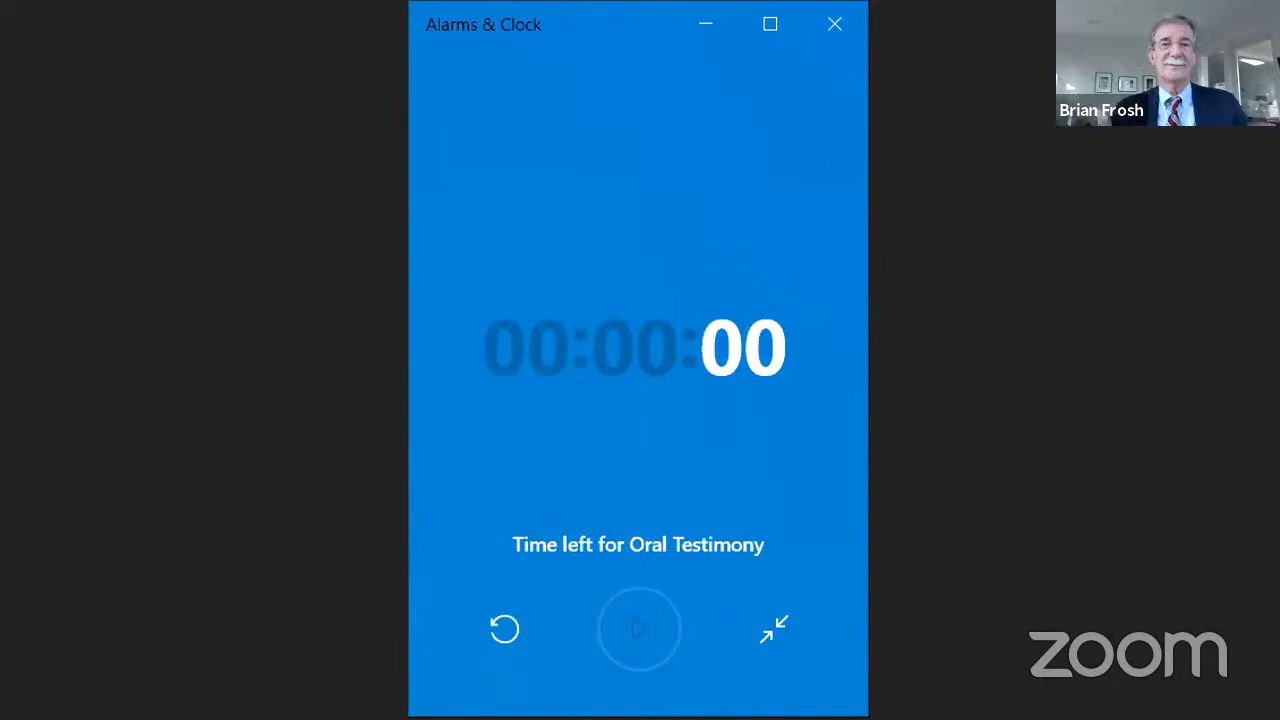 Alarms & Clock
Brian Frosh
00:00:00
Time left for Oral Testimony
zoom